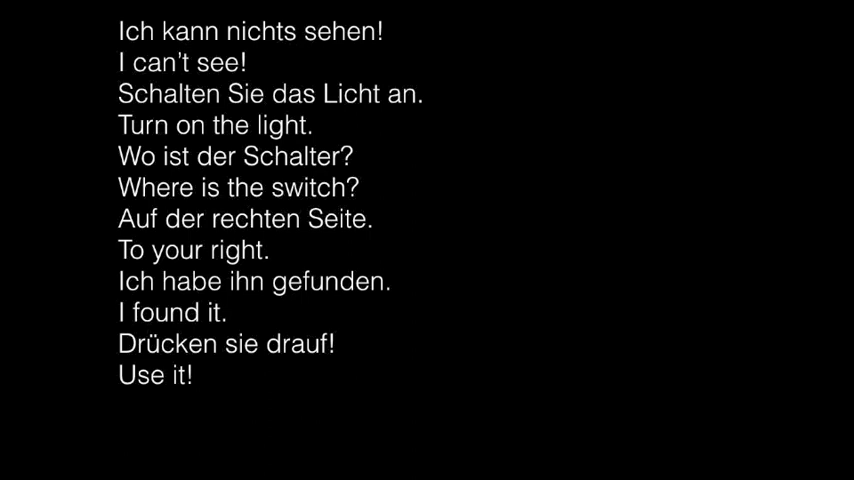 Ich kann nichts sehen!
I can't see!
Schalten Sie das Licht an.
Turn on the light.
Wo ist der Schalter?
Where is the switch?
Auf der rechten Seite.
To your right.
Ich habe ihn gefunden.
I found it.
Drücken sie drauf!
Use it!